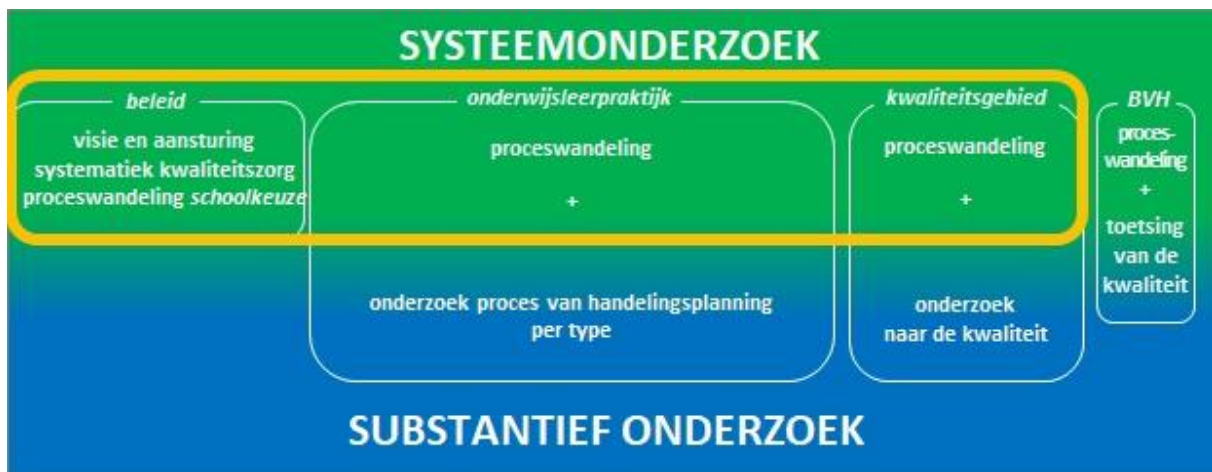 SYSTEEMONDERZOEK
beleid
visie en aansturing
systematiek kwaliteitszorg
proceswandeling schoolkeuze
onderwijsleerpraktijk
proceswandeling
+
onderzoek proces van handelingsplanning
per type
kwaliteitsgebied
proceswandeling
+
onderzoek
naar de kwaliteit
BVH
proces-
wandeling
+
toetsing
van de
kwaliteit
SUBSTANTIEF ONDERZOEK